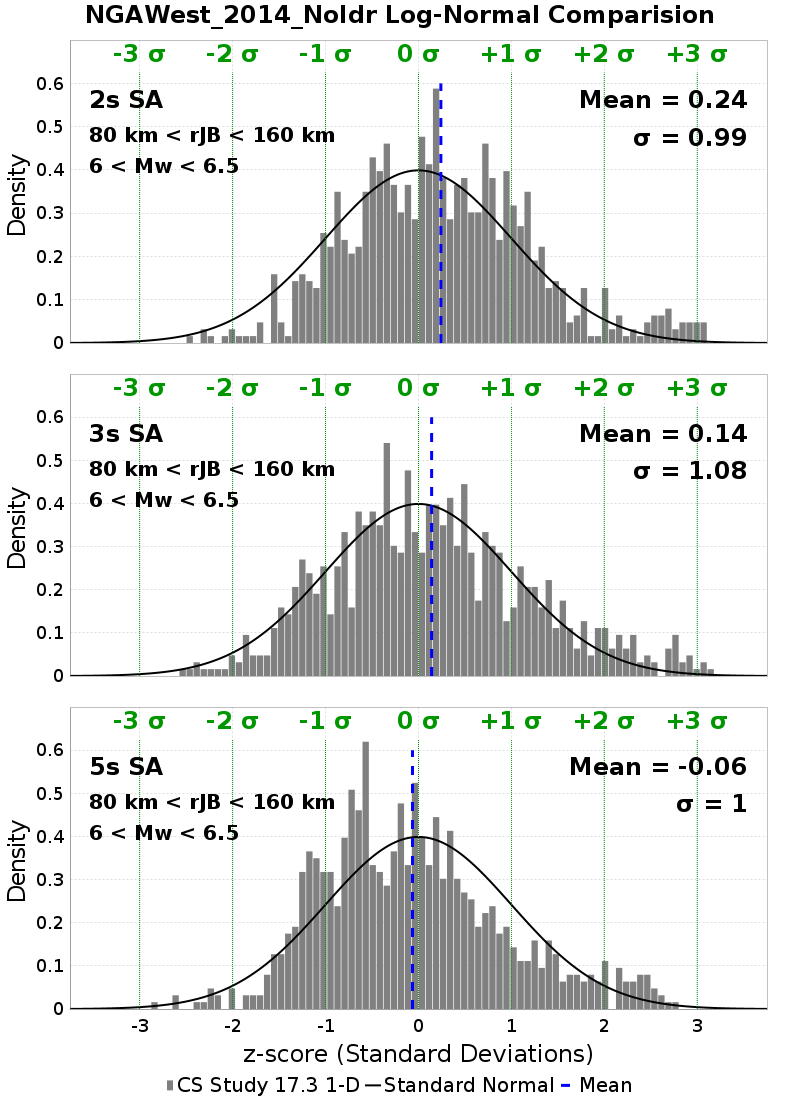 NGAWest_2014_NoIdr Log-Normal Comparision
-3 σ -2 σ -1 σ 0 σ +1 σ +2 σ +3 σ
0.6
2s SA Mean = 0.24
0.5
80 km < rJB < 160 km σ = 0.99
6 < Mw < 6.5
0.4
Density
0.3
0.2
0.1
0
-3 σ -2 σ -1 σ 0 σ +1 σ +2 σ +3 σ
0.6
3s SA Mean = 0.14
0.5
80 km < rJB < 160 km σ = 1.08
6 < Mw < 6.5
0.4
Density
0.3
0.2
0.1
0
-3 σ -2 σ -1 σ 0 σ +1 σ +2 σ +3 σ
0.6
5s SA Mean = -0.06
0.5
80 km < rJB < 160 km σ = 1
6 < Mw < 6.5
0.4
Density
0.3
0.2
0.1
0
-3 -2 -1 0 1 2 3
z-score (Standard Deviations)
CS Study 17.3 1-D Standard Normal Mean